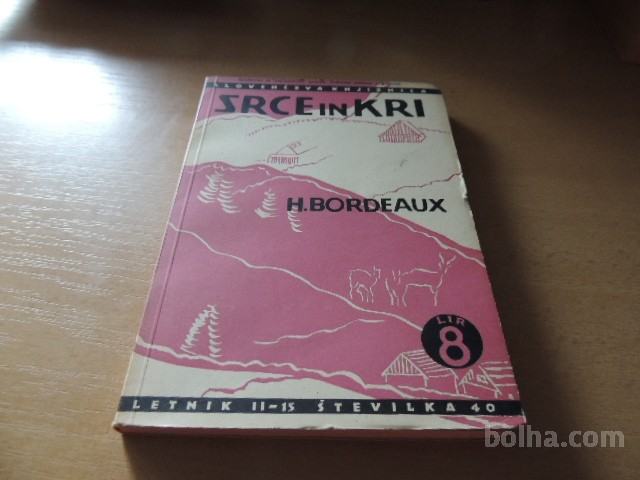 SLOVENČEVA KNJIŽNICA
SRCE IN KRI
H. BORDEAUX
LIR
8
LETNIK II-15 ŠTEVILKA 40
bolha.com